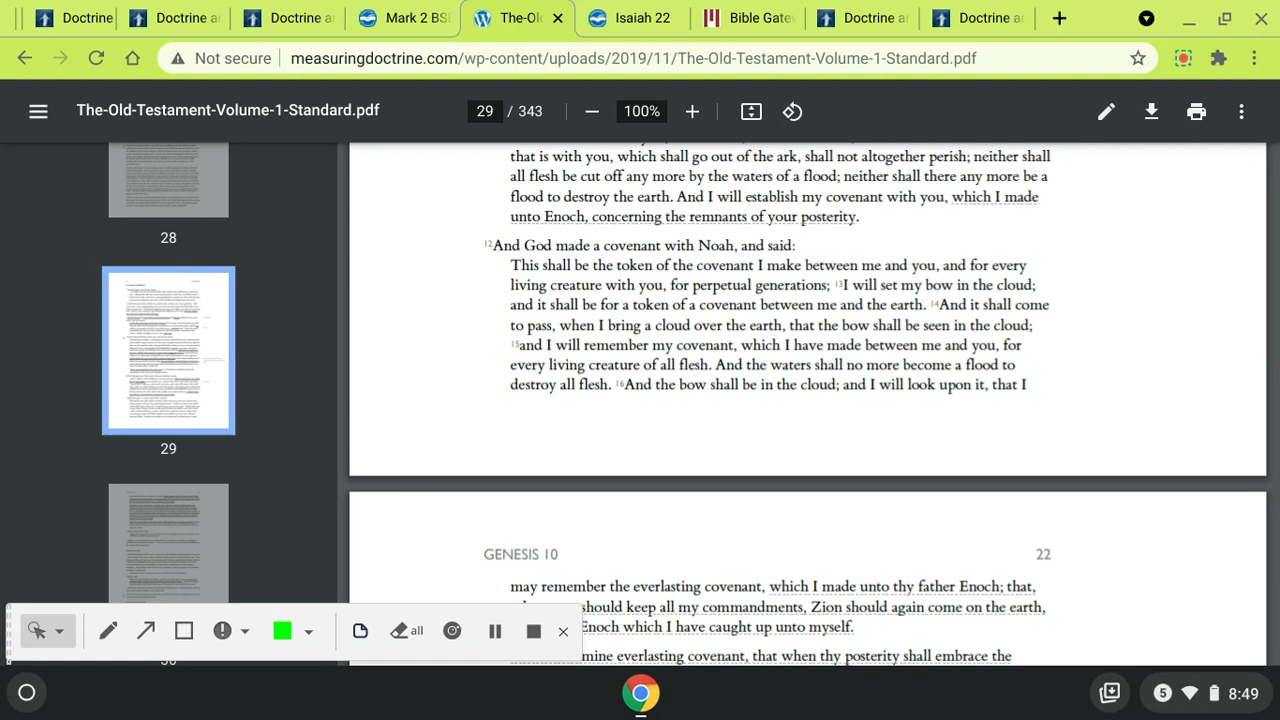 Doctrine
Doctrine a
Doctrine
Mark 2 BS
The-Ol
Isaiah 22
Bible Gate
Doctrine a
Doctrine a
Not secure
measuringdoctrine.com/wp-content/uploads/2019/11/The-Old-Testament-Volume-1-Standard.pdf
The-Old-Testament-Volume-1-Standard.pdf
29 / 343
100%
28
29
that is with you, which shall go out of the ark, shall not altogether perish; neither shall
all flesh be cut off any more by the waters of a flood; neither shall there any more be a
flood to destroy the earth. And I will establish my covenant with you, which I made
unto Enoch, concerning the remnants of your posterity.
12And God made a covenant with Noah, and said:
This shall be the token of the covenant I make between me and you, and for every
living creature with you, for perpetual generations; 13I will set my bow in the cloud;
and it shall be for a token of a covenant between me and the earth. 14And it shall come
to pass, when I bring a cloud over the earth, that the bow shall be seen in the cloud;
15and I will remember my covenant, which I have made between me and you, for
every living creature of all flesh. And the waters shall no more become a flood to
destroy all flesh. 16And the bow shall be in the cloud; and I will look upon it, that I
GENESIS 10
22
may remember the everlasting covenant, which I made unto thy father Enoch; that,
should keep all my commandments, Zion should again come on the earth,
Enoch which I have caught up unto myself.
mine everlasting covenant, that when thy posterity shall embrace the
all
5
8:49